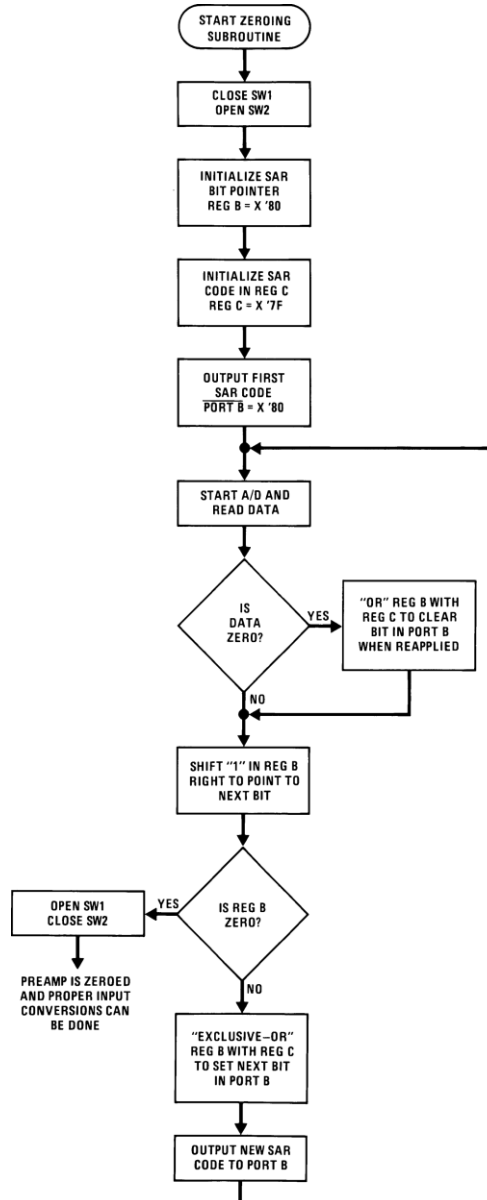 START ZEROING
SUBROUTINE
CLOSE SW1
OPEN SW2
INITIALIZE SAR
BIT POINTER
REG B = X '80
INITIALIZE SAR
CODE IN REG C
REG C = X '7F
OUTPUT FIRST
SAR CODE
PORT B = X '80
START A/D AND
READ DATA
IS
DATA
ZERO?
YES
"OR" REG B WITH
REG C TO CLEAR
BIT IN PORT B
WHEN REAPPLIED
NO
SHIFT "1" IN REG B
RIGHT TO POINT TO
NEXT BIT
IS REG B
ZERO?
YES
OPEN SW1
CLOSE SW2
PREAMP IS ZEROED
AND PROPER INPUT
CONVERSIONS CAN
BE DONE
NO
"EXCLUSIVE–OR"
REG B WITH REG C
TO SET NEXT BIT
IN PORT B
OUTPUT NEW SAR
CODE TO PORT B